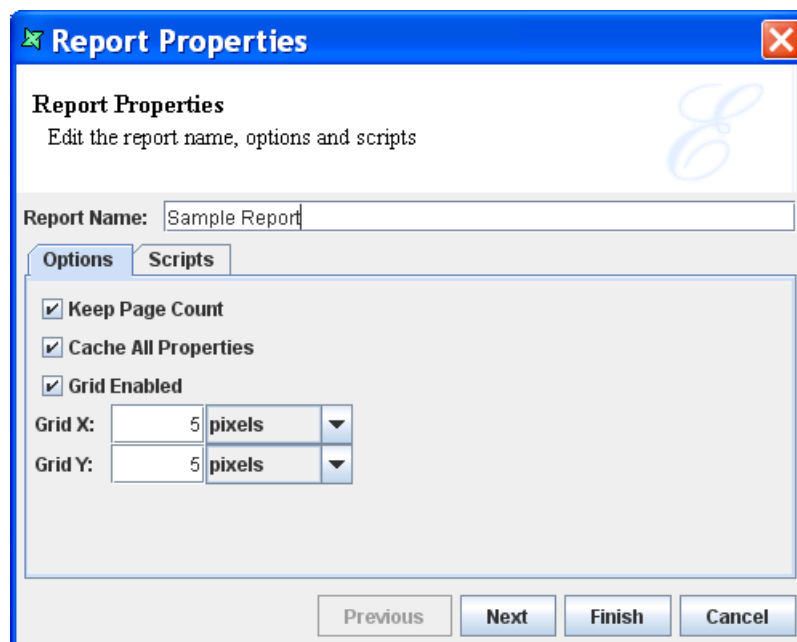 Report Properties
Report Properties
Edit the report name, options and scripts
Report Name: Sample Report
Options Scripts
Keep Page Count
Cache All Properties
Grid Enabled
Grid X: 5 pixels
Grid Y: 5 pixels
Previous Next Finish Cancel